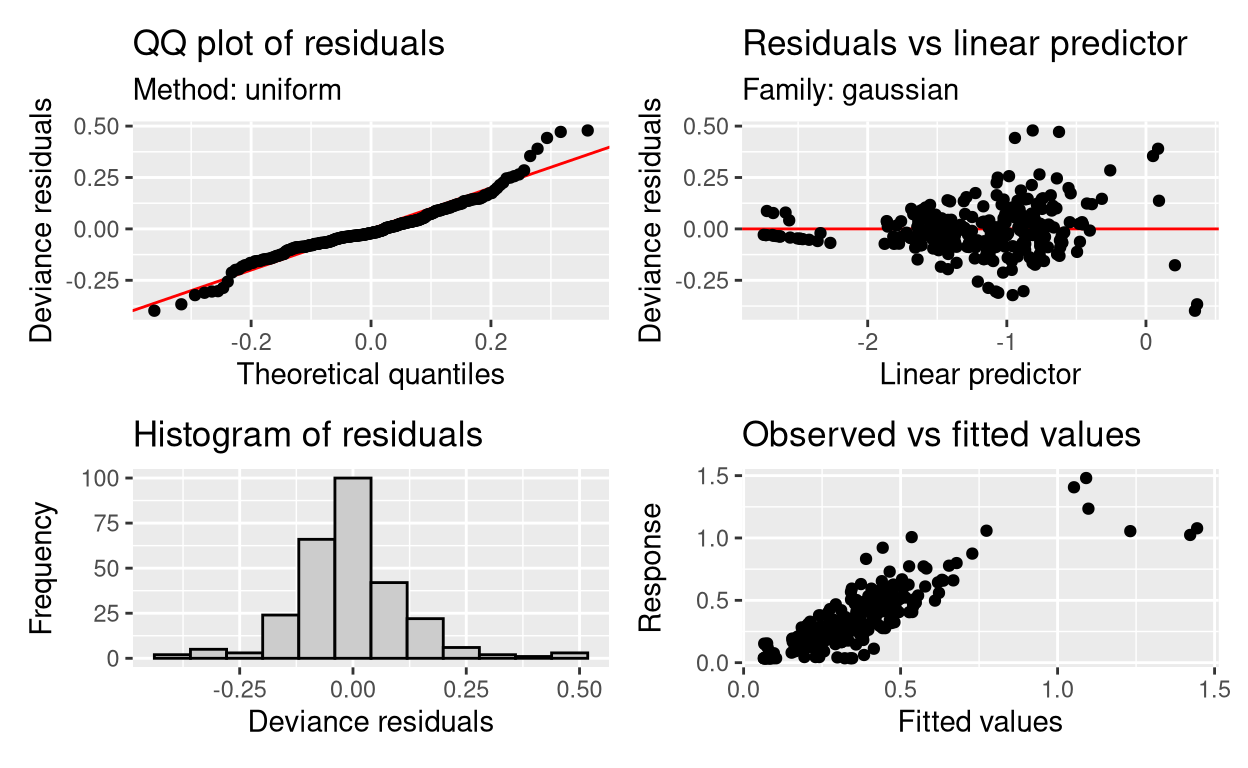 QQ plot of residuals
Method: uniform
Deviance residuals
0.50
0.25
0.00
-0.25
-0.2
0.0
0.2
Theoretical quantiles
Residuals vs linear predictor
Family: gaussian
Deviance residuals
0.50
0.25
0.00
-0.25
-2
-1
0
Linear predictor
Histogram of residuals
Frequency
100
75
50
25
0
-0.25
0.00
0.25
0.50
Deviance residuals
Observed vs fitted values
Response
1.5
1.0
0.5
0.0
0.0
0.5
1.0
1.5
Fitted values